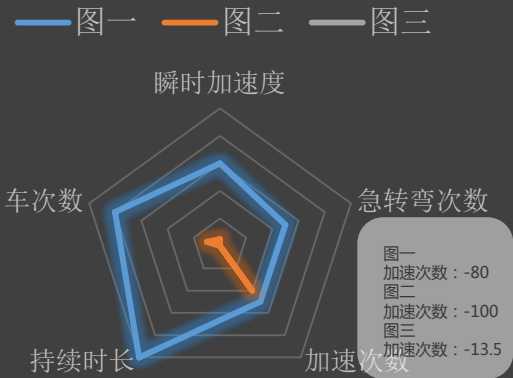 图一 图二 图三
瞬时加速度
车次数 急转弯次数
图一
加速次数：-80
图二
加速次数：-100
图三
加速次数：-13.5
持续时长 加速次数